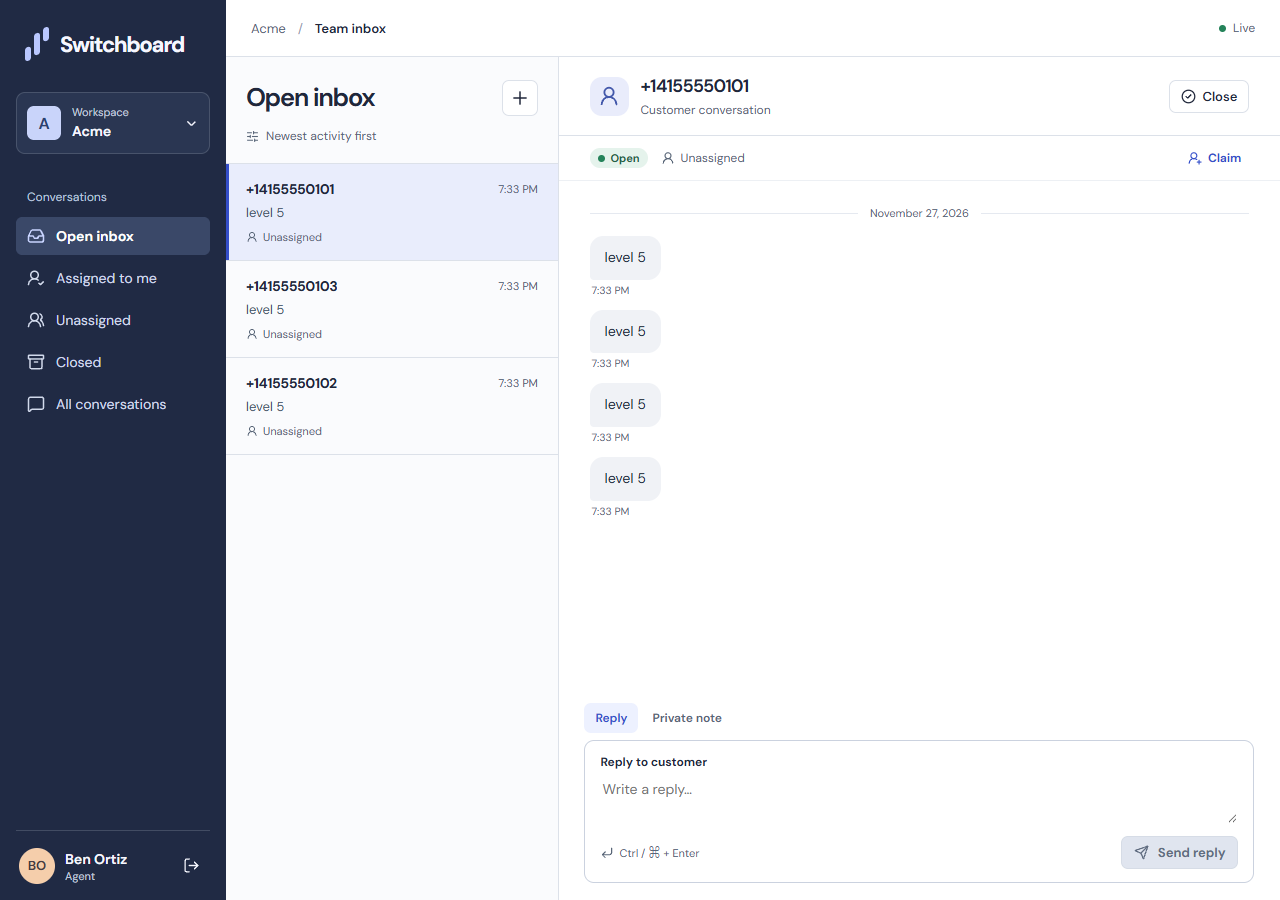 Switchboard
A
Workspace
Acme
Conversations
Open inbox
Assigned to me
Unassigned
Closed
All conversations
BO
Ben Ortiz
Agent
Acme / Team inbox
Live
Open inbox
Newest activity first
+14155550101 7:33 PM
level 5
Unassigned
+14155550103 7:33 PM
level 5
Unassigned
+14155550102 7:33 PM
level 5
Unassigned
+14155550101
Customer conversation
Close
Open Unassigned Claim
November 27, 2026
level 5
7:33 PM
level 5
7:33 PM
level 5
7:33 PM
level 5
7:33 PM
Reply Private note
Reply to customer
Write a reply...
Ctrl / ⌘ + Enter
Send reply